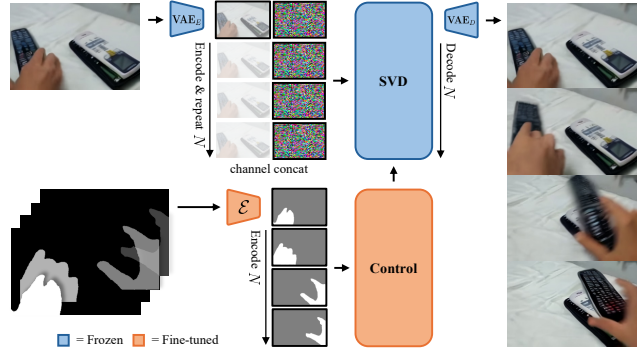 VAE_E
VAE_D
Encode & repeat N
SVD
Decode N
channel concat
ℰ
Encode N
Control
= Frozen
= Fine-tuned